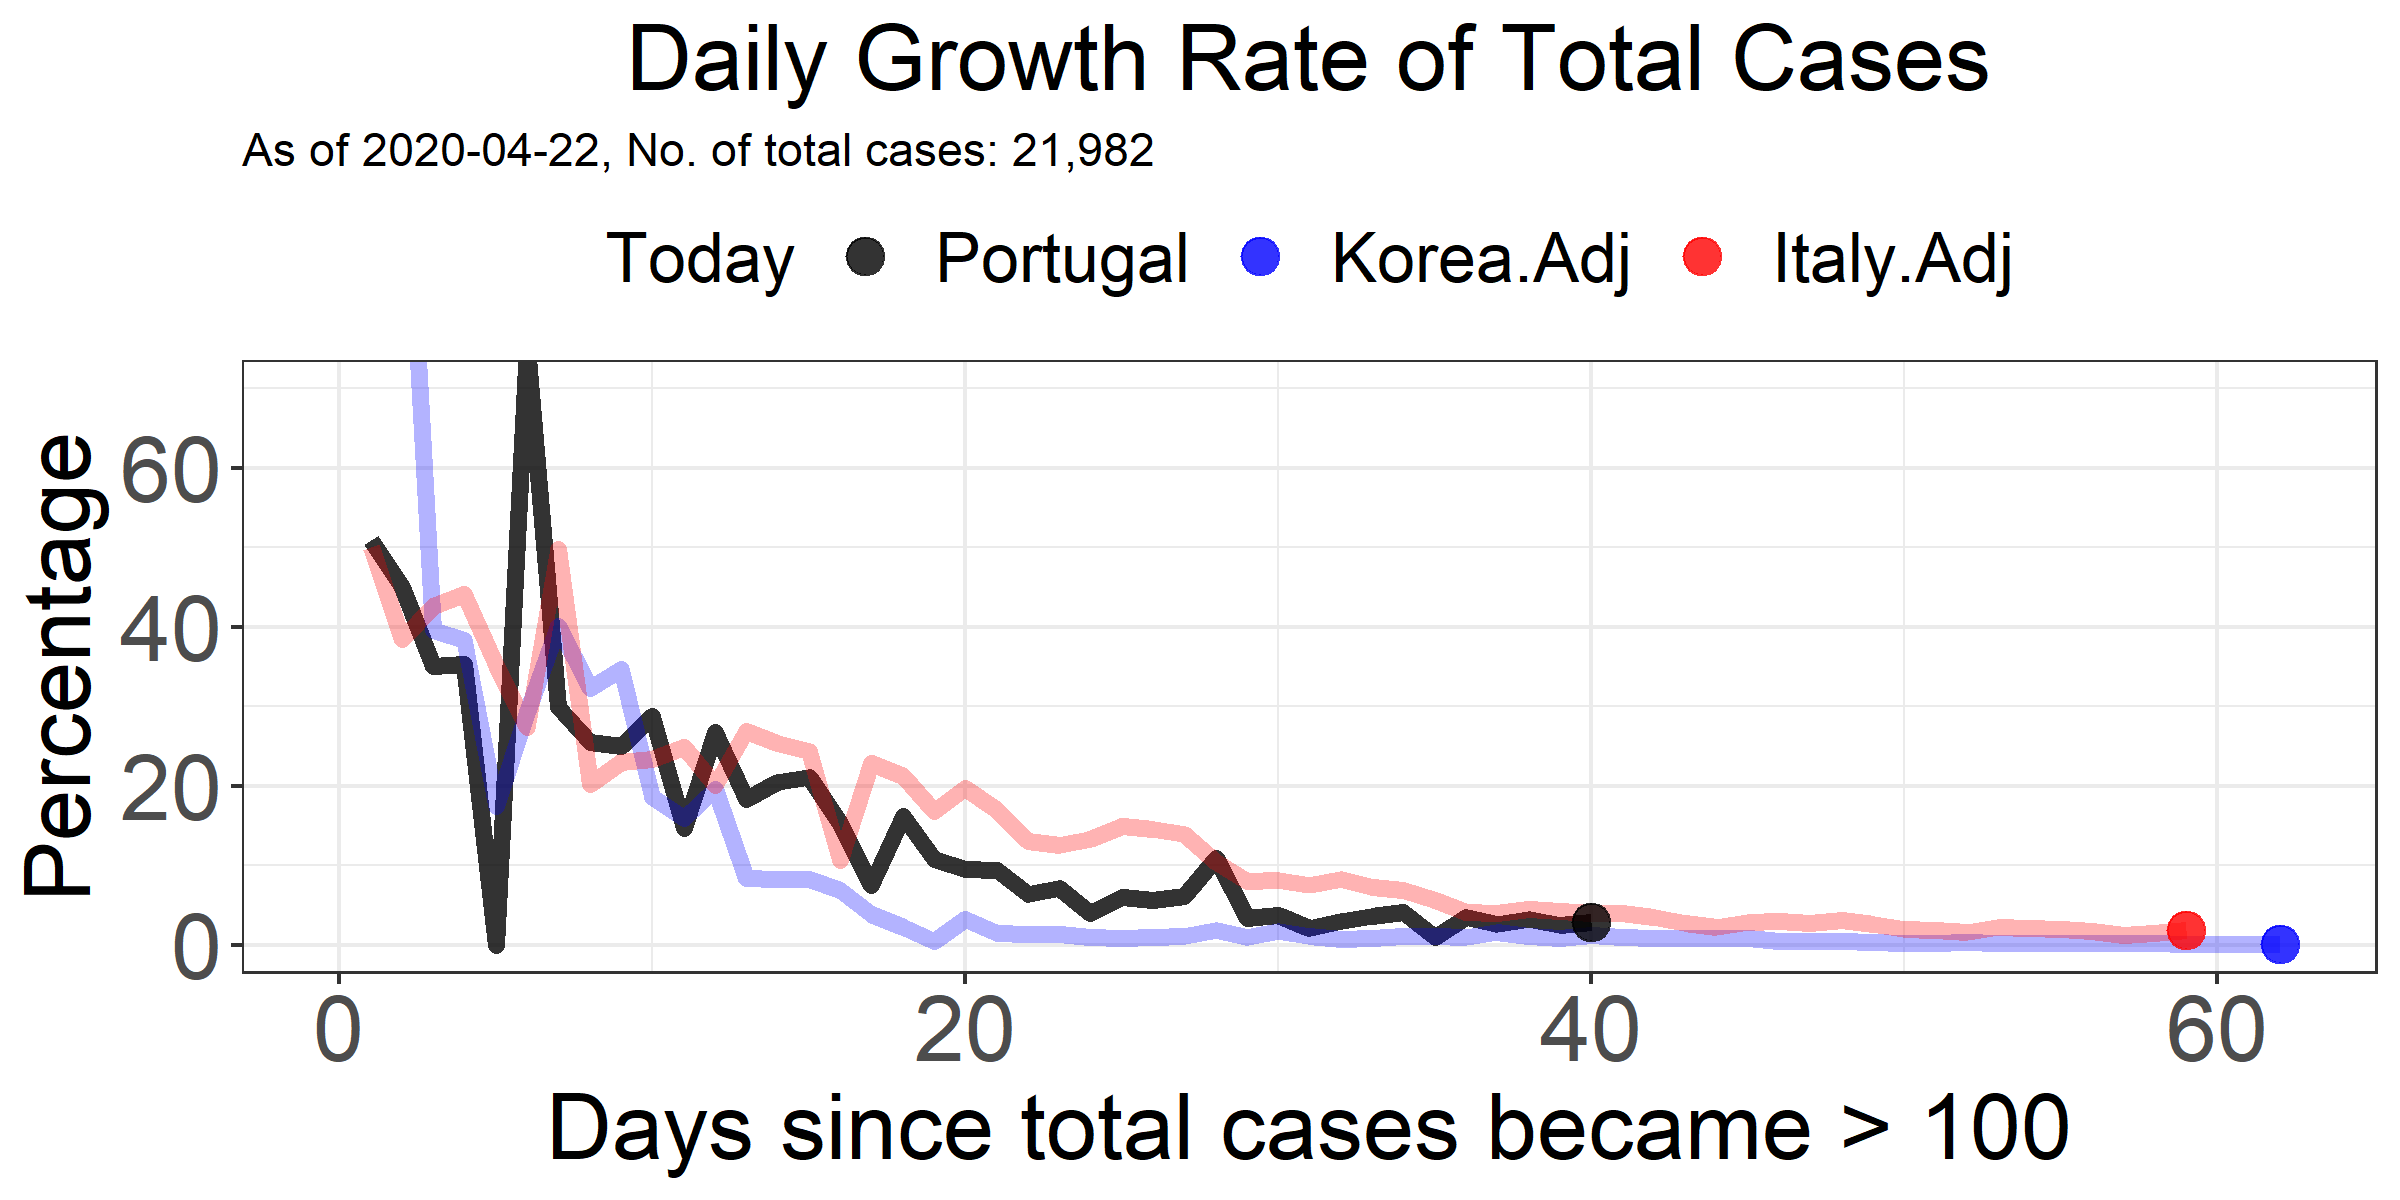 Daily Growth Rate of Total Cases
As of 2020-04-22, No. of total cases: 21,982
Today Portugal Korea.Adj Italy.Adj
Percentage
60
40
20
0
0 20 40 60
Days since total cases became > 100